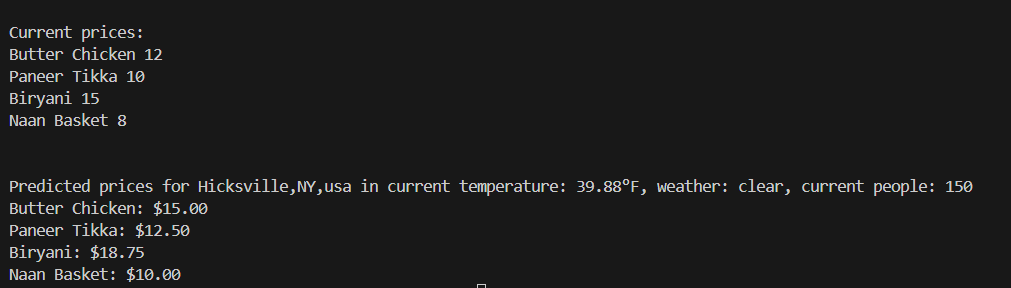 Current prices:
Butter Chicken 12
Paneer Tikka 10
Biryani 15
Naan Basket 8
Predicted prices for Hicksville,NY,usa in current temperature: 39.88°F, weather: clear, current people: 150
Butter Chicken: $15.00
Paneer Tikka: $12.50
Biryani: $18.75
Naan Basket: $10.00